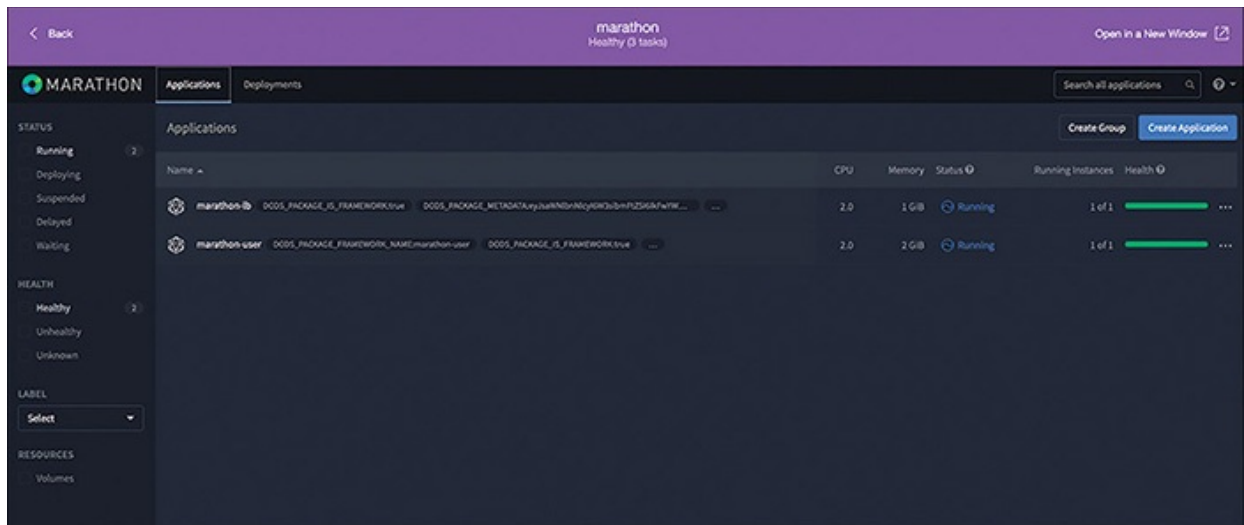 Back
marathon
Healthy (3 tasks)
Open in a New Window
MARATHON
Applications
Deployments
Search all applications
STATUS
Running 2
Deploying
Suspended
Delayed
Waiting
HEALTH
Healthy 2
Unhealthy
Unknown
LABEL
Select
RESOURCES
Volumes
Applications
Create Group
Create Application
Name CPU Memory Status Running Instances Health
marathon-lb DCOS_PACKAGE_IS_FRAMEWORK:true ... 2.0 1 GiB Running 1 of 1
marathon-user DCOS_PACKAGE_FRAMEWORK_NAME:marathon-user DCOS_PACKAGE_IS_FRAMEWORK:true ... 2.0 2 GiB Running 1 of 1